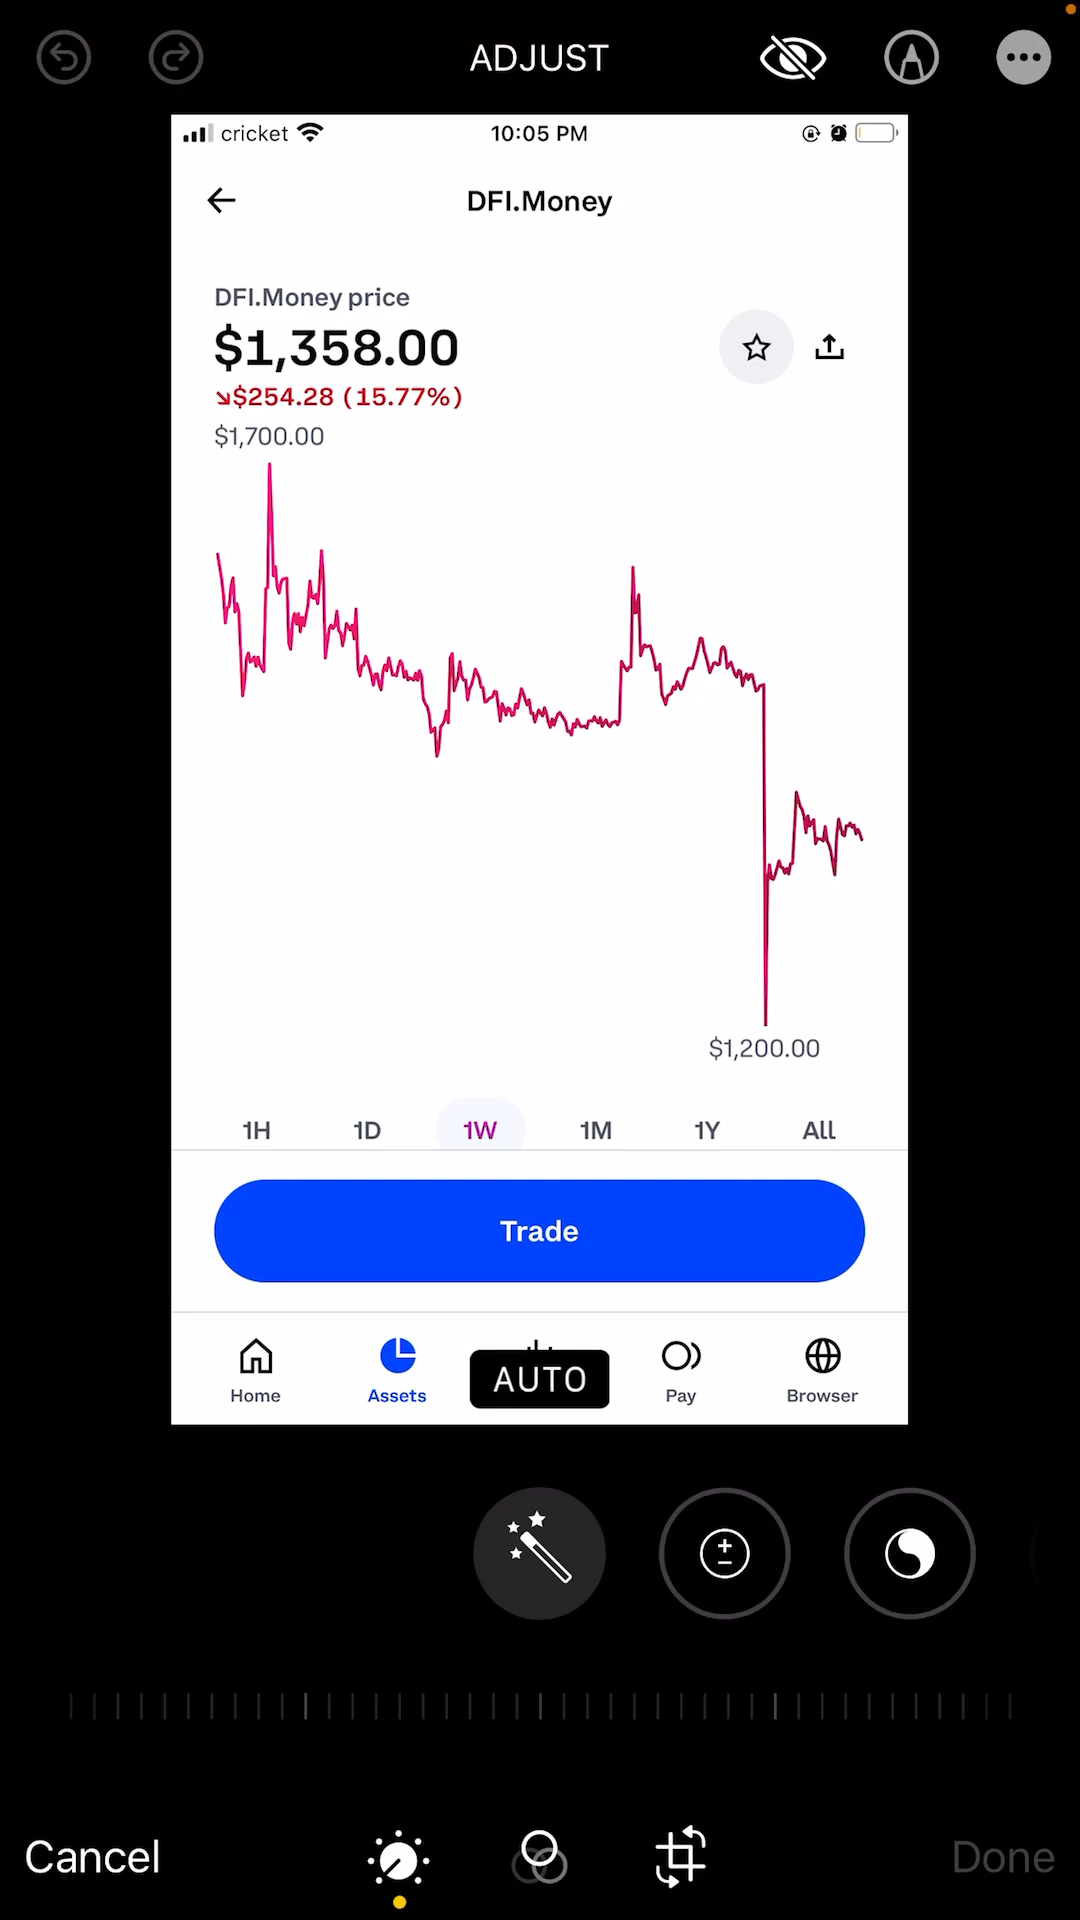 ADJUST
cricket 10:05 PM
DFI.Money
DFI.Money price
$1,358.00
↘$254.28 (15.77%)
$1,700.00
$1,200.00
1H 1D 1W 1M 1Y All
Trade
Home Assets Pay Browser
AUTO
Cancel Done